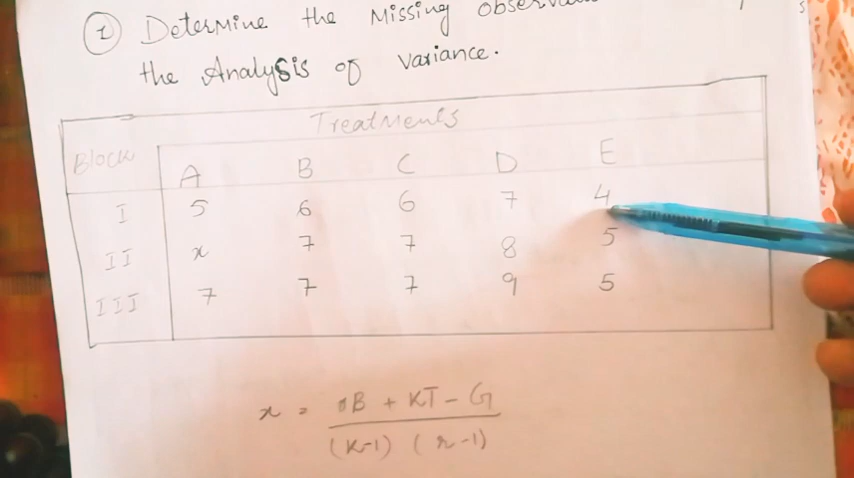 ① Determine the Missing
the Analysis of Variance.
Treatments
Block A B C D E
I 5 6 6 7 4
II x 7 7 8 5
III 7 7 7 9 5
x = rB + KT - G
(K-1) (r-1)